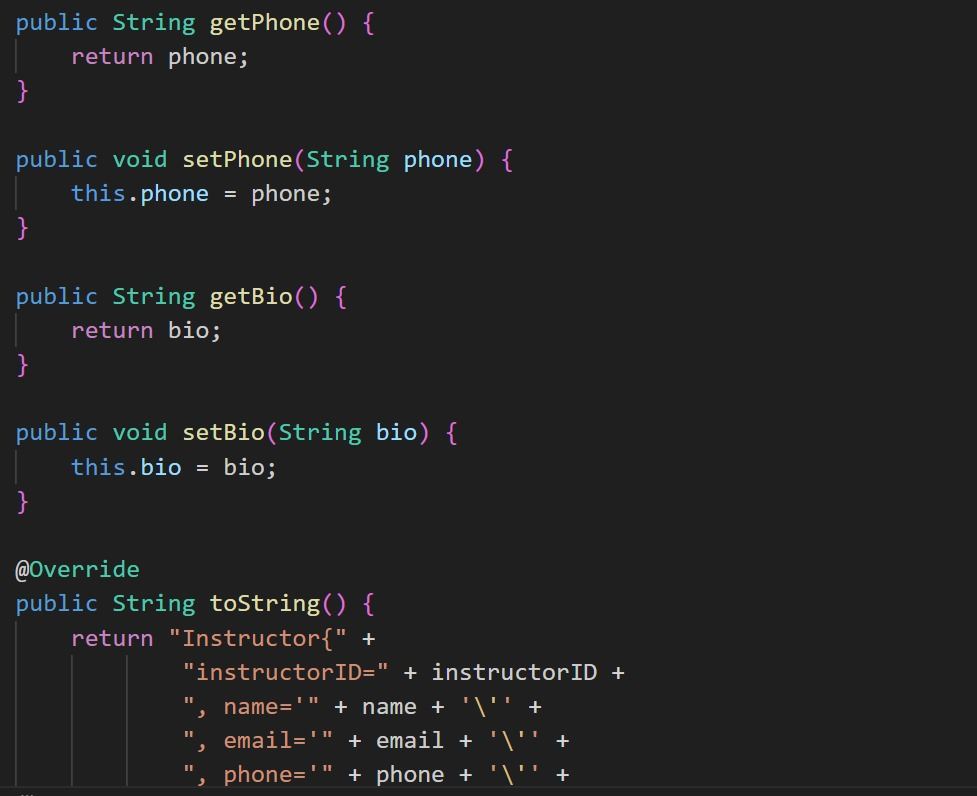 public String getPhone() {
    return phone;
}

public void setPhone(String phone) {
    this.phone = phone;
}

public String getBio() {
    return bio;
}

public void setBio(String bio) {
    this.bio = bio;
}

@Override
public String toString() {
    return "Instructor{" +
            "instructorID=" + instructorID +
            ", name='" + name + '\'' +
            ", email='" + email + '\'' +
            ", phone='" + phone + '\'' +